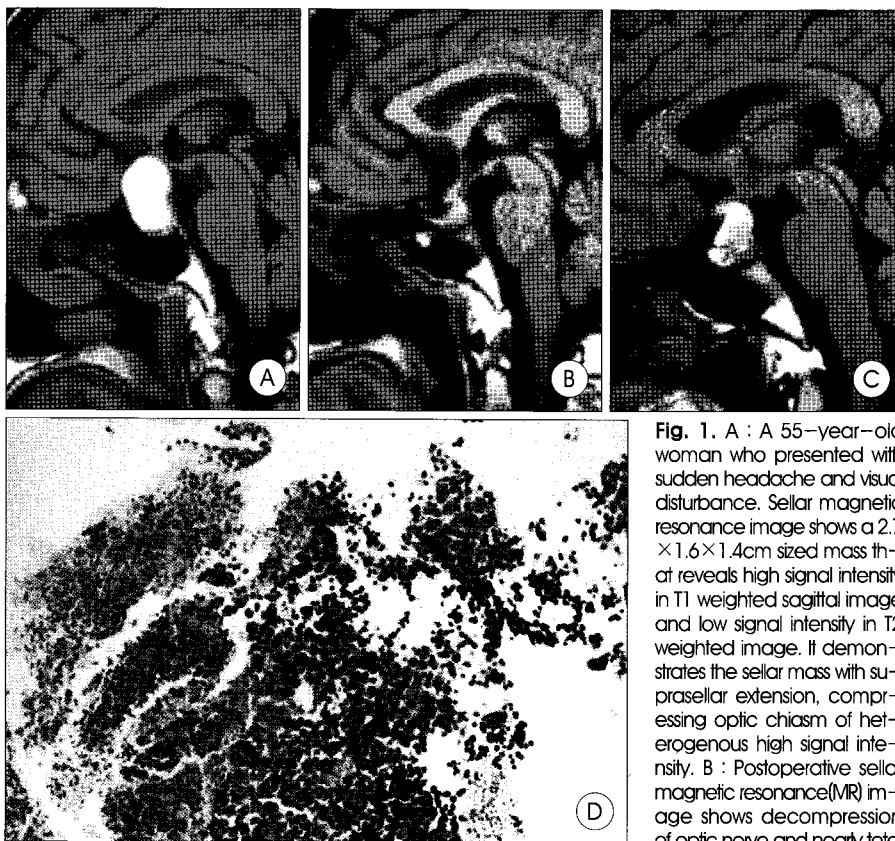 A
B
C
D
Fig. 1. A : A 55-year-old
woman who presented with
sudden headache and
disturbance. Sellar magnetic
resonance image shows a
×1.6×1.4cm sized mass th-
at reveals high signal intensity
in T1 weighted sagittal image
and low signal intensity in T2
weighted image. It demon-
strates the sellar mass with su-
prasellar extension, compr-
essing optic chiasm of het-
erogenous high signal inte-
nsity. B : Postoperative
magnetic resonance(MR) im-
age shows decompression